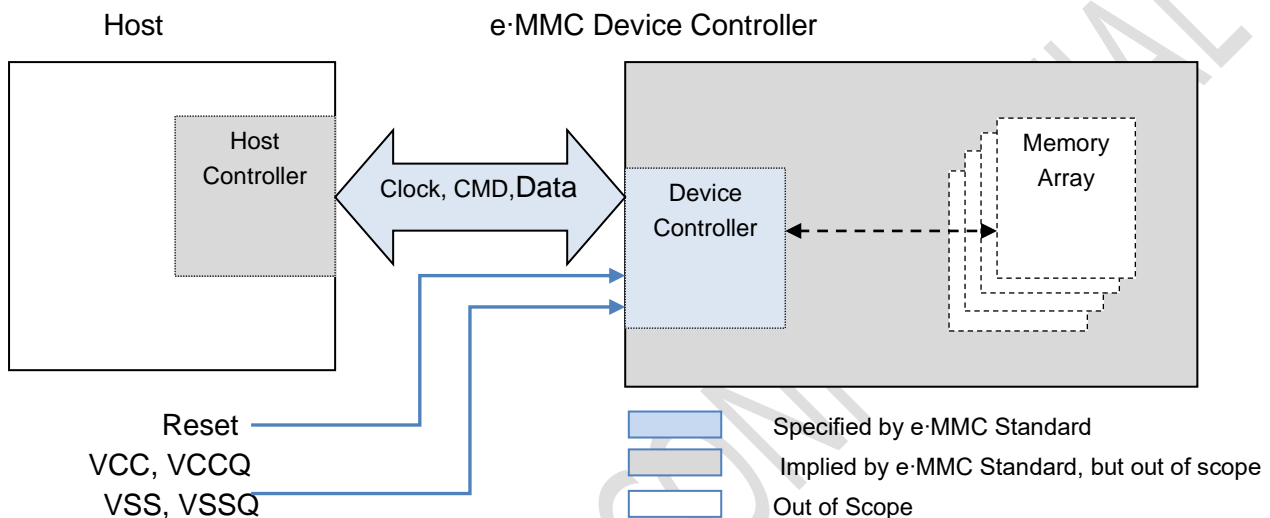 Host
e·MMC Device Controller
Host
Controller
Clock, CMD,Data
Device
Controller
Memory
Array
Reset
VCC, VCCQ
VSS, VSSQ
Specified by e·MMC Standard
Implied by e·MMC Standard, but out of scope
Out of Scope